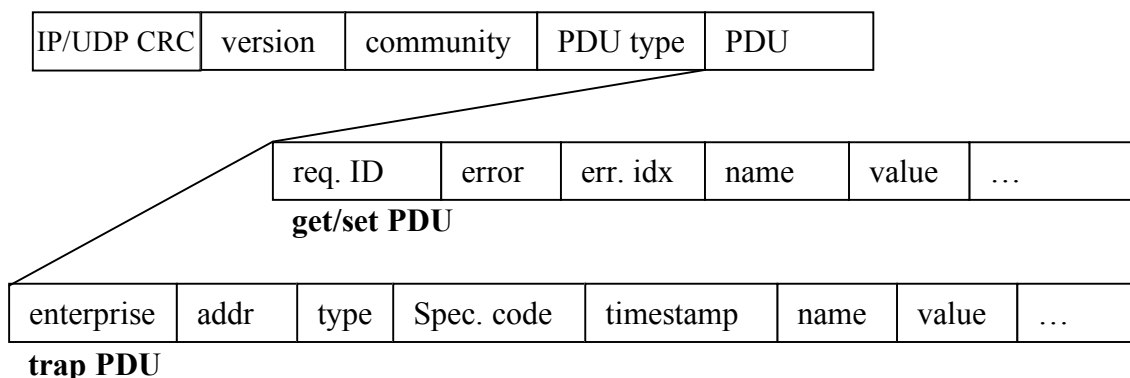 IP/UDP CRC version community PDU type PDU
req. ID error err. idx name value …
get/set PDU
enterprise addr type Spec. code timestamp name value …
trap PDU